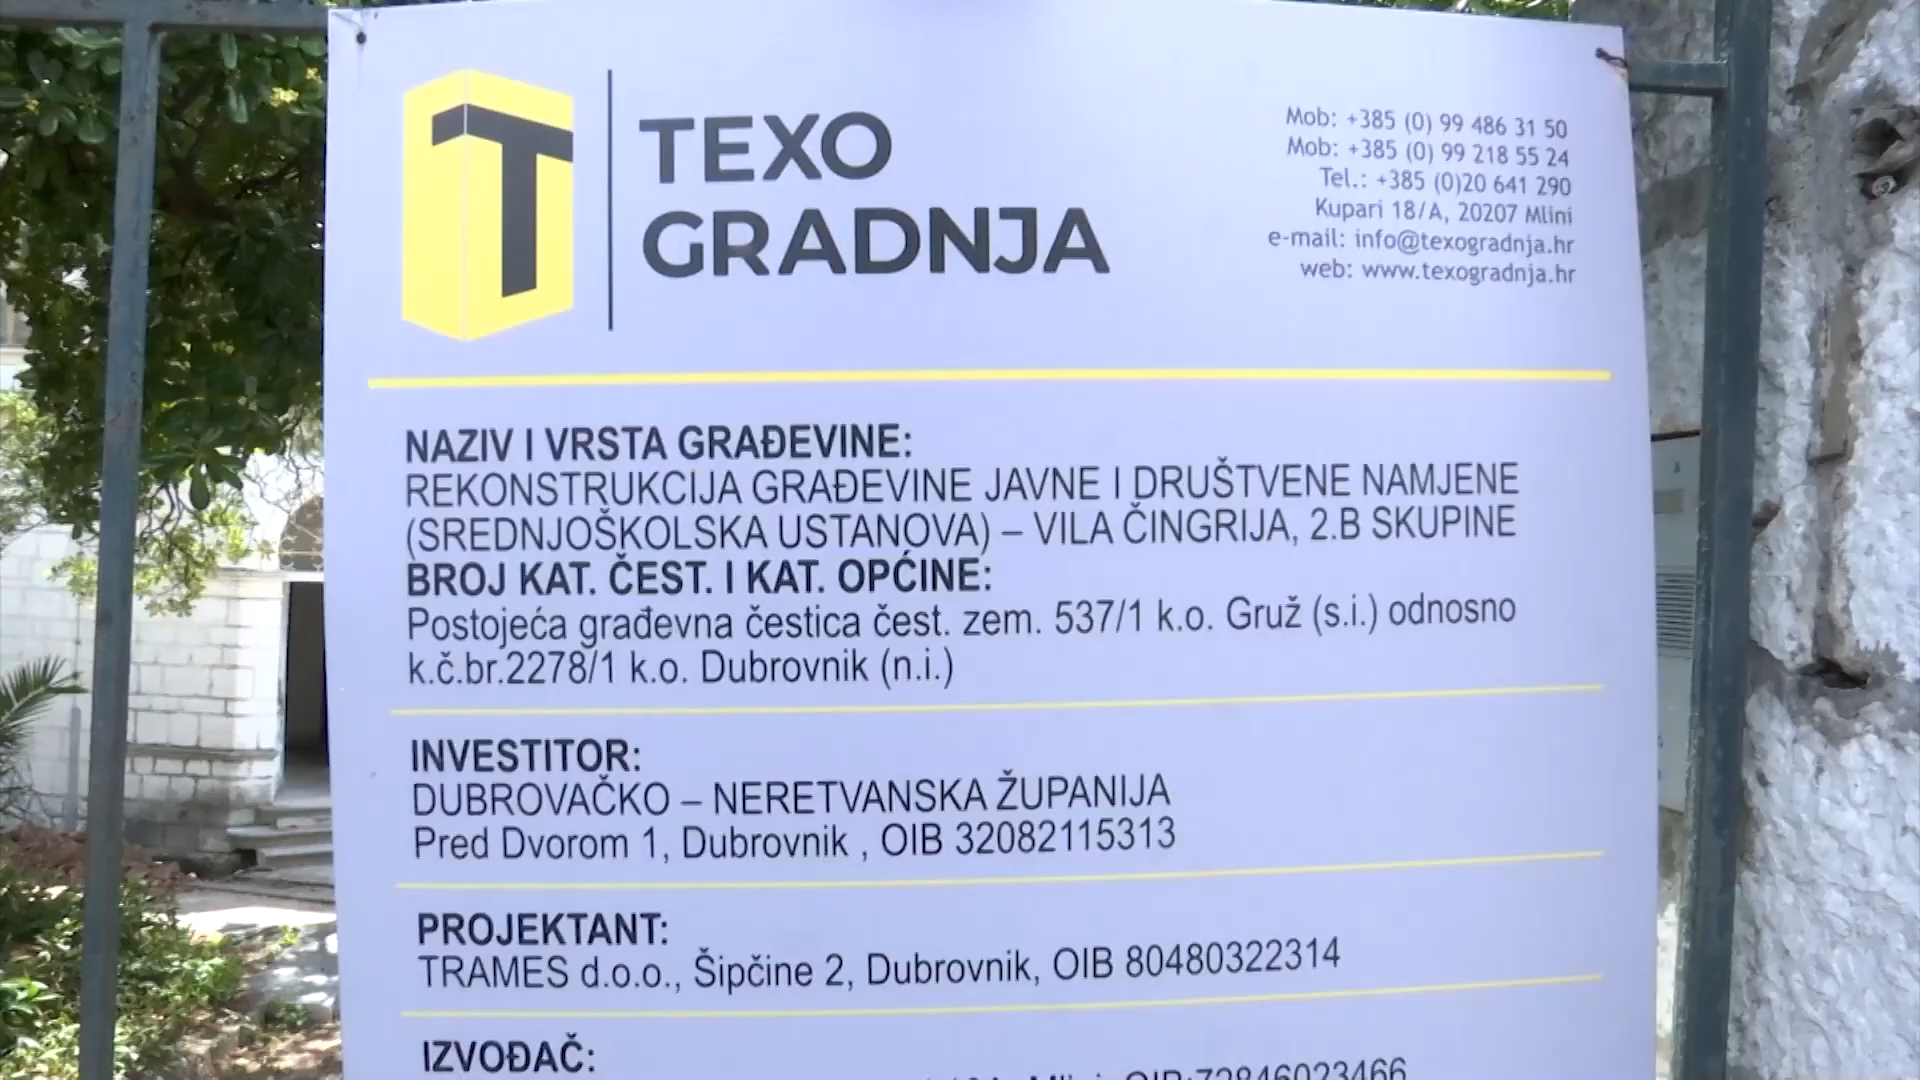 T TEXO
GRADNJA
Mob: +385 (0) 99 486 31 50
Mob: +385 (0) 99 218 55 24
Tel.: +385 (0)20 641 290
Kupari 18/A, 20207 Mlini
e-mail: info@texogradnja.hr
web: www.texogradnja.hr
NAZIV I VRSTA GRAĐEVINE:
REKONSTRUKCIJA GRAĐEVINE JAVNE I DRUŠTVENE NAMJENE
(SREDNJOŠKOLSKA USTANOVA) – VILA ČINGRIJA, 2.B SKUPINE
BROJ KAT. ČEST. I KAT. OPĆINE:
Postojeća građevna čestica čest. zem. 537/1 k.o. Gruž (s.i.) odnosno
k.č.br.2278/1 k.o. Dubrovnik (n.i.)
INVESTITOR:
DUBROVAČKO – NERETVANSKA ŽUPANIJA
Pred Dvorom 1, Dubrovnik , OIB 32082115313
PROJEKTANT:
TRAMES d.o.o., Šipčine 2, Dubrovnik, OIB 80480322314
IZVOĐAČ:
Mlini, OIB:72846023466